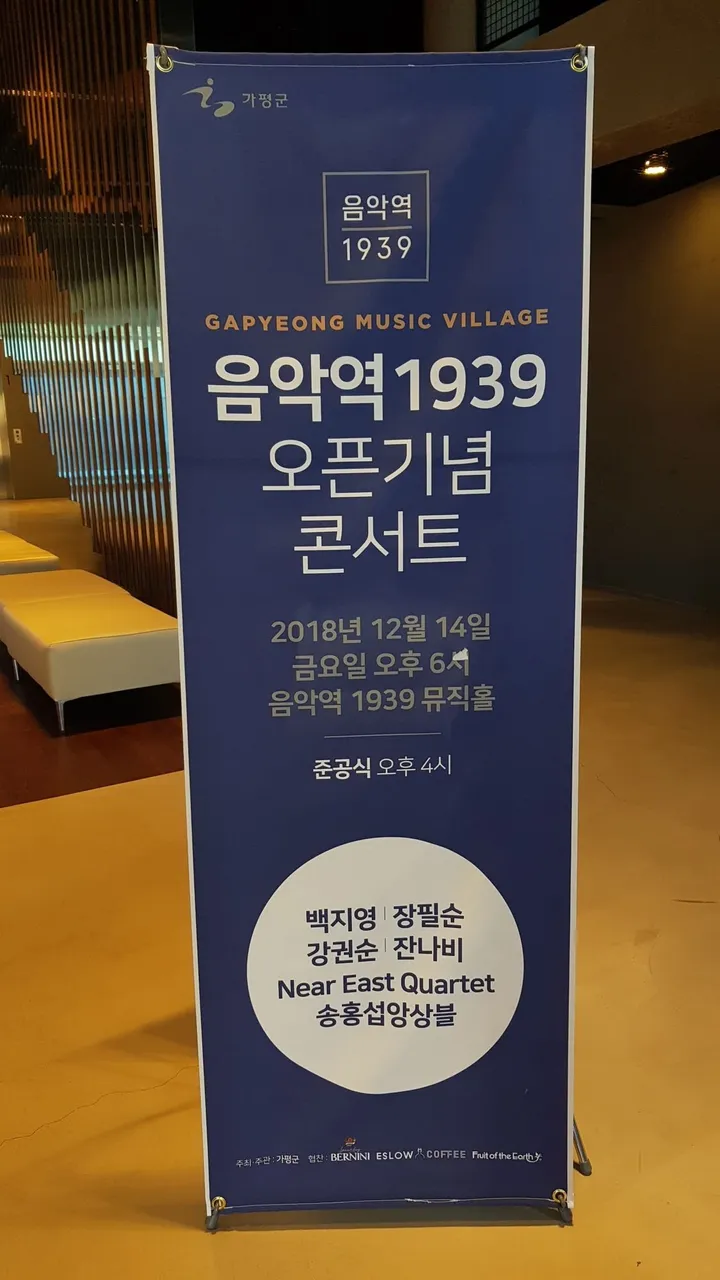 가평군
음악역
1939
GAPYEONG MUSIC VILLAGE
음악역1939
오픈기념
콘서트
2018년 12월 14일
금요일 오후 6시
음악역 1939 뮤직홀
준공식 오후 4시
백지영 | 장필순
강권순 | 잔나비
Near East Quartet
송홍섭앙상블
주최·주관 : 가평군 협찬 : BERNINI ESLOW COFFEE Fruit of the Earth